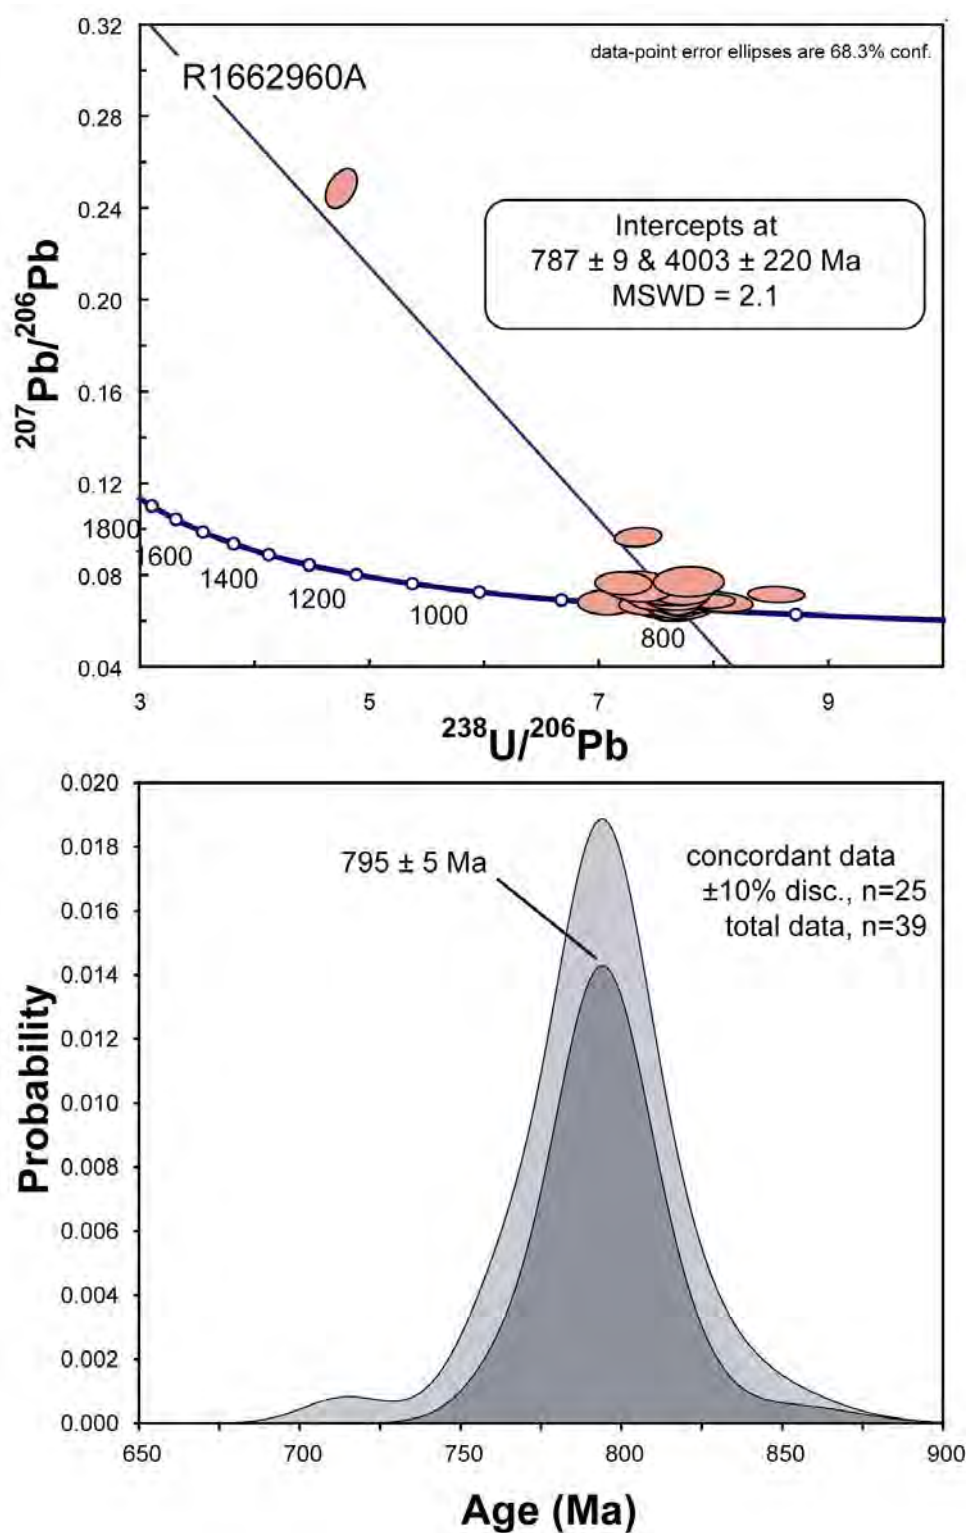 0.32
data-point error ellipses are 68.3% conf.
R1662960A
0.28
0.24
Intercepts at
787 ± 9 & 4003 ± 220 Ma
MSWD = 2.1
0.20
0.16
0.12
0.08
0.04
207Pb/206Pb
1800
1600
1400
1200
1000
800
3
5
7
9
238U/206Pb
0.020
0.018
0.016
0.014
0.012
0.010
0.008
0.006
0.004
0.002
0.000
Probability
795 ± 5 Ma
concordant data
±10% disc., n=25
total data, n=39
650
700
750
800
850
900
Age (Ma)